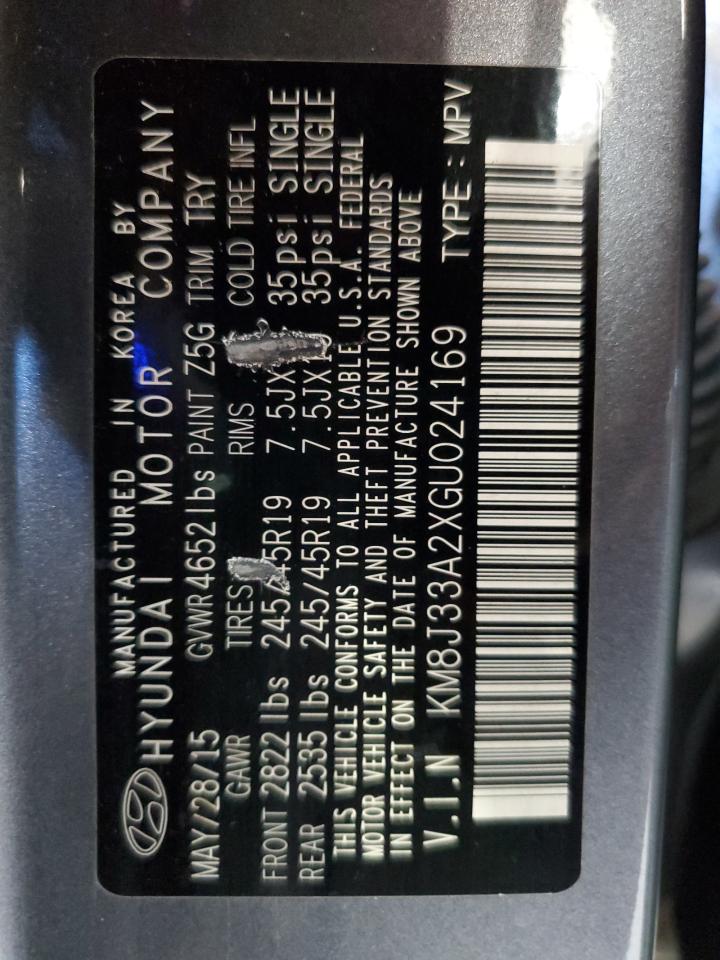 MANUFACTURED IN KOREA BY
HYUNDAI MOTOR COMPANY
MAY/28/15 GVWR 4652 lbs PAINT Z5G TRIM TRY
GAWR TIRES RIMS COLD TIRE INFL
FRONT 2822 lbs 245/45R19 7.5JX 35psi SINGLE
REAR 2535 lbs 245/45R19 7.5JX 35psi SINGLE
THIS VEHICLE CONFORMS TO ALL APPLICABLE U.S.A. FEDERAL
MOTOR VEHICLE SAFETY AND THEFT PREVENTION STANDARDS
IN EFFECT ON THE DATE OF MANUFACTURE SHOWN ABOVE
V.I.N KM8J33A2XGU024169 TYPE : MPV